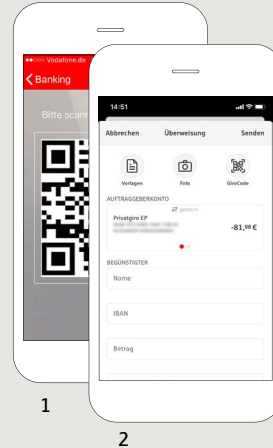 Vodafone.de
Banking
Bitte scann
14:51
Abbrechen Überweisung Senden
Vorlagen Foto GiroCode
AUFTRAGGEBERKONTO
gestern
Privatgiro EP
-81,98 €
BEGÜNSTIGTER
Name
IBAN
Betrag
1
2